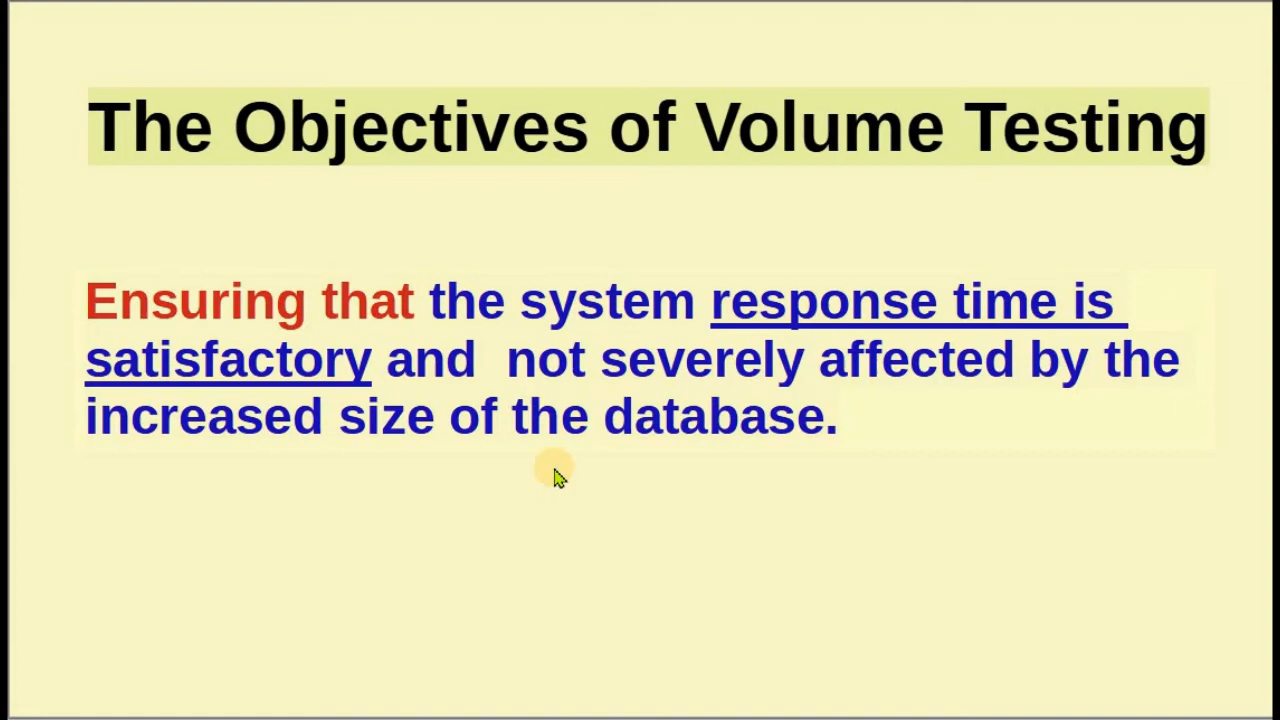 The Objectives of Volume Testing
Ensuring that the system response time is
satisfactory and  not severely affected by the
increased size of the database.